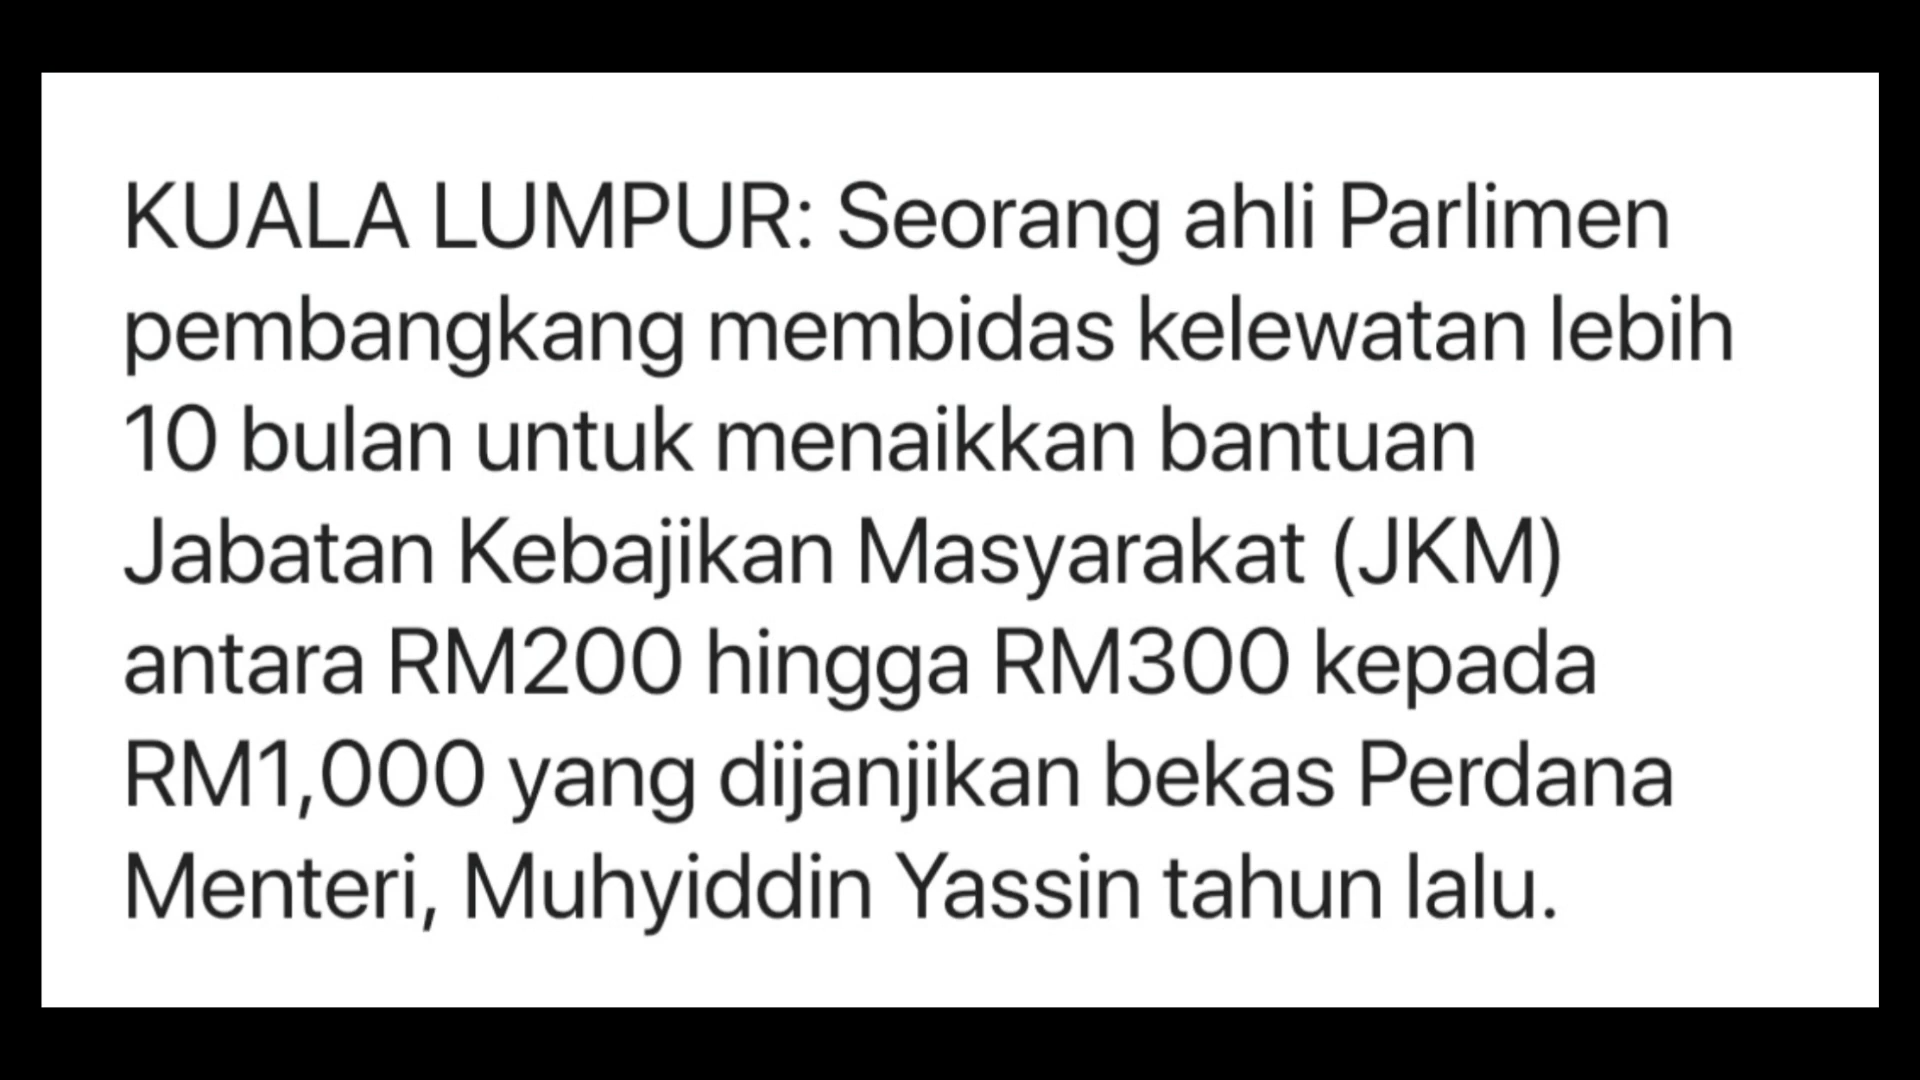 KUALA LUMPUR: Seorang ahli Parlimen
pembangkang membidas kelewatan lebih
10 bulan untuk menaikkan bantuan
Jabatan Kebajikan Masyarakat (JKM)
antara RM200 hingga RM300 kepada
RM1,000 yang dijanjikan bekas Perdana
Menteri, Muhyiddin Yassin tahun lalu.